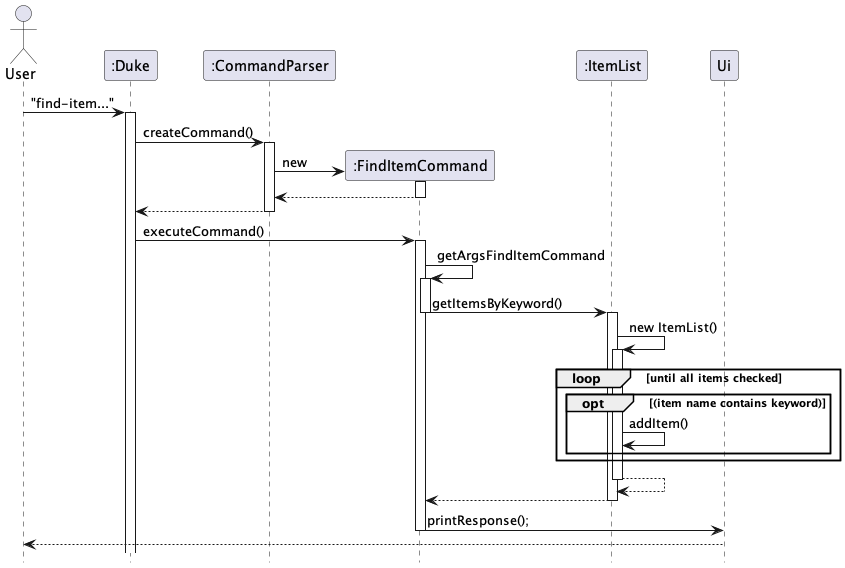 User
:Duke
:CommandParser
:ItemList
Ui
"find-item..."
createCommand()
new
:FindItemCommand
executeCommand()
getArgsFindItemCommand
getItemsByKeyword()
new ItemList()
loop [until all items checked]
opt [(item name contains keyword)]
addItem()
printResponse();